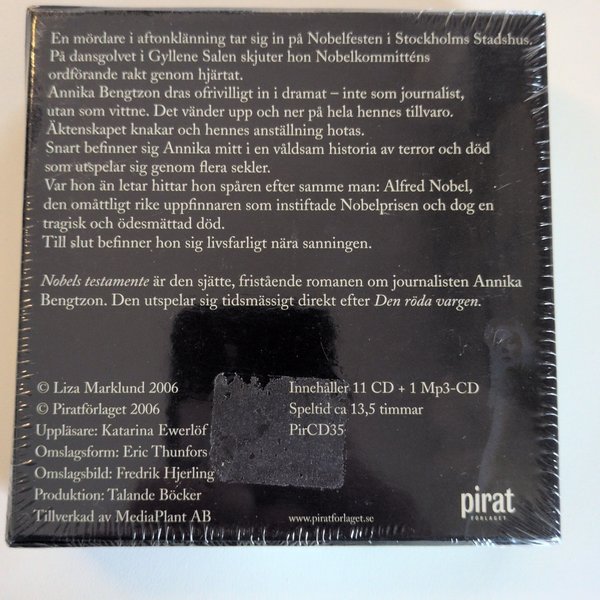 En mördare i aftonklänning tar sig in på Nobelfesten i Stockholms Stadshus.
På dansgolvet i Gyllene Salen skjuter hon Nobelkommitténs
ordförande rakt genom hjärtat.
Annika Bengtzon dras ofrivilligt in i dramat – inte som journalist,
utan som vittne. Det vänder upp och ner på hela hennes tillvaro.
Äktenskapet knakar och hennes anställning hotas.
Snart befinner sig Annika mitt i en våldsam historia av terror och död
som utspelar sig genom flera sekler.
Var hon än letar hittar hon spåren efter samme man: Alfred Nobel,
den omåttligt rike uppfinnaren som instiftade Nobelprisen och dog en
tragisk och ödesmättad död.
Till slut befinner hon sig livsfarligt nära sanningen.
Nobels testamente är den sjätte, fristående romanen om journalisten Annika
Bengtzon. Den utspelar sig tidsmässigt direkt efter Den röda vargen.
© Liza Marklund 2006
© Piratförlaget 2006
Uppläsare: Katarina Ewerlöf
Omslagsform: Eric Thunfors
Omslagsbild: Fredrik Hjerling
Produktion: Talande Böcker
Tillverkad av MediaPlant AB
Innehåller 11 CD + 1 Mp3-CD
Speltid ca 13,5 timmar
PirCD35
www.piratforlaget.se
pirat
FÖRLAGET